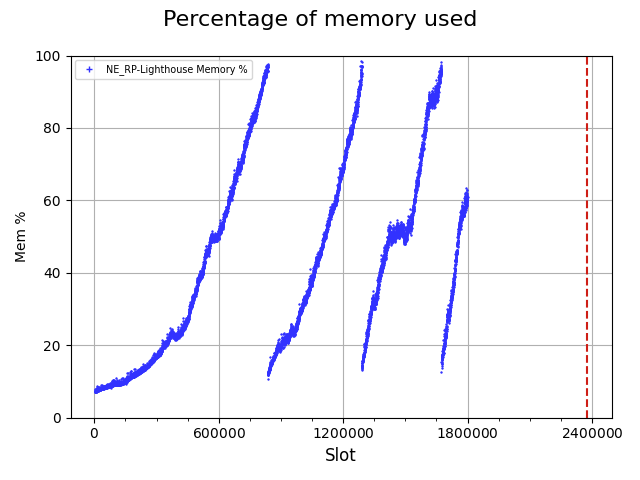 Percentage of memory used
NE_RP-Lighthouse Memory %
100
80
60
40
20
0
Mem %
0 600000 1200000 1800000 2400000
Slot